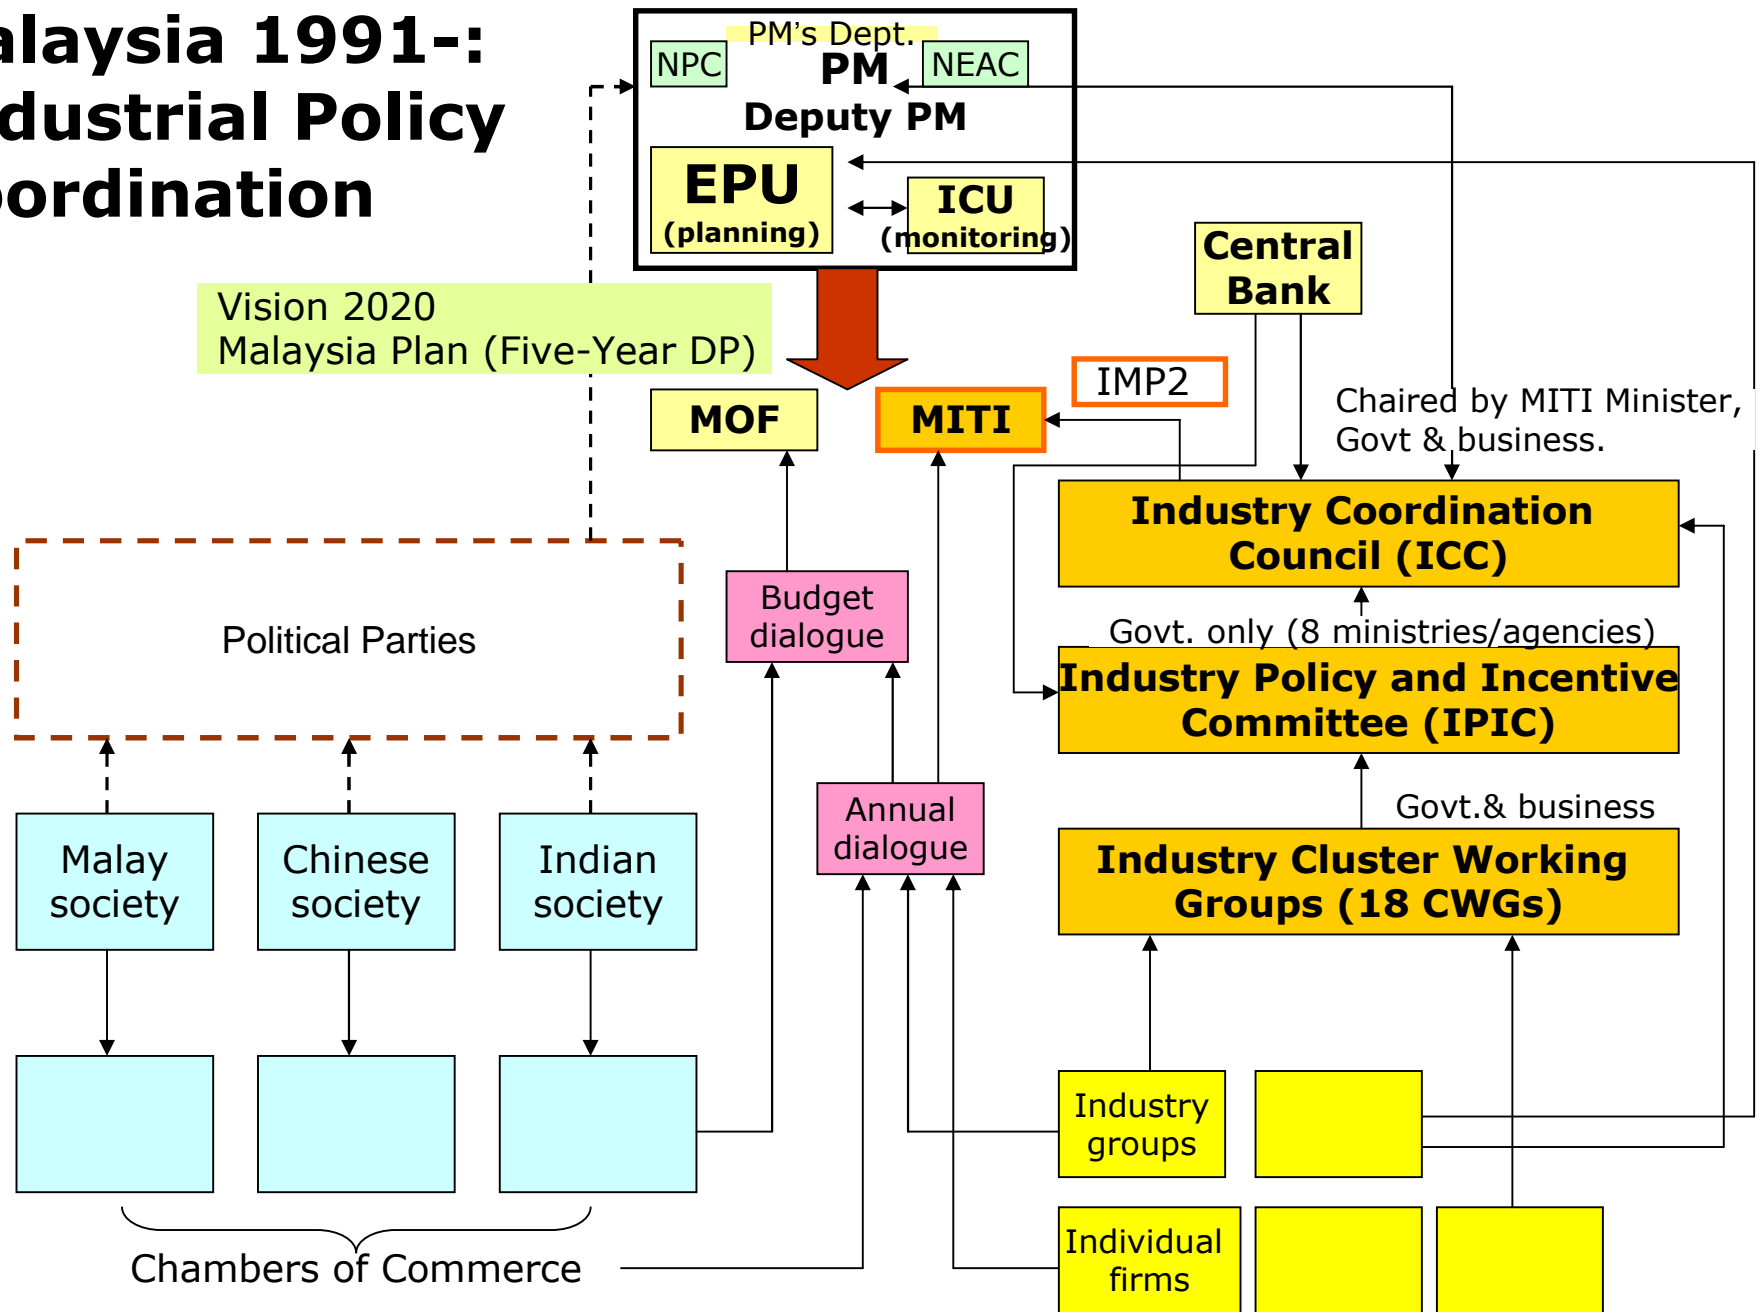 alaysia 1991-:
dustrial Policy
ordination
PM's Dept.
NPC
PM
NEAC
Deputy PM
EPU
(planning)
ICU
(monitoring)
Central
Bank
Vision 2020
Malaysia Plan (Five-Year DP)
MOF
MITI
IMP2
Chaired by MITI Minister,
Govt & business.
Industry Coordination
Council (ICC)
Political Parties
Budget
dialogue
Govt. only (8 ministries/agencies)
Industry Policy and Incentive
Committee (IPIC)
Annual
dialogue
Govt.& business
Malay
society
Chinese
society
Indian
society
Industry Cluster Working
Groups (18 CWGs)
Industry
groups
Chambers of Commerce
Individual
firms